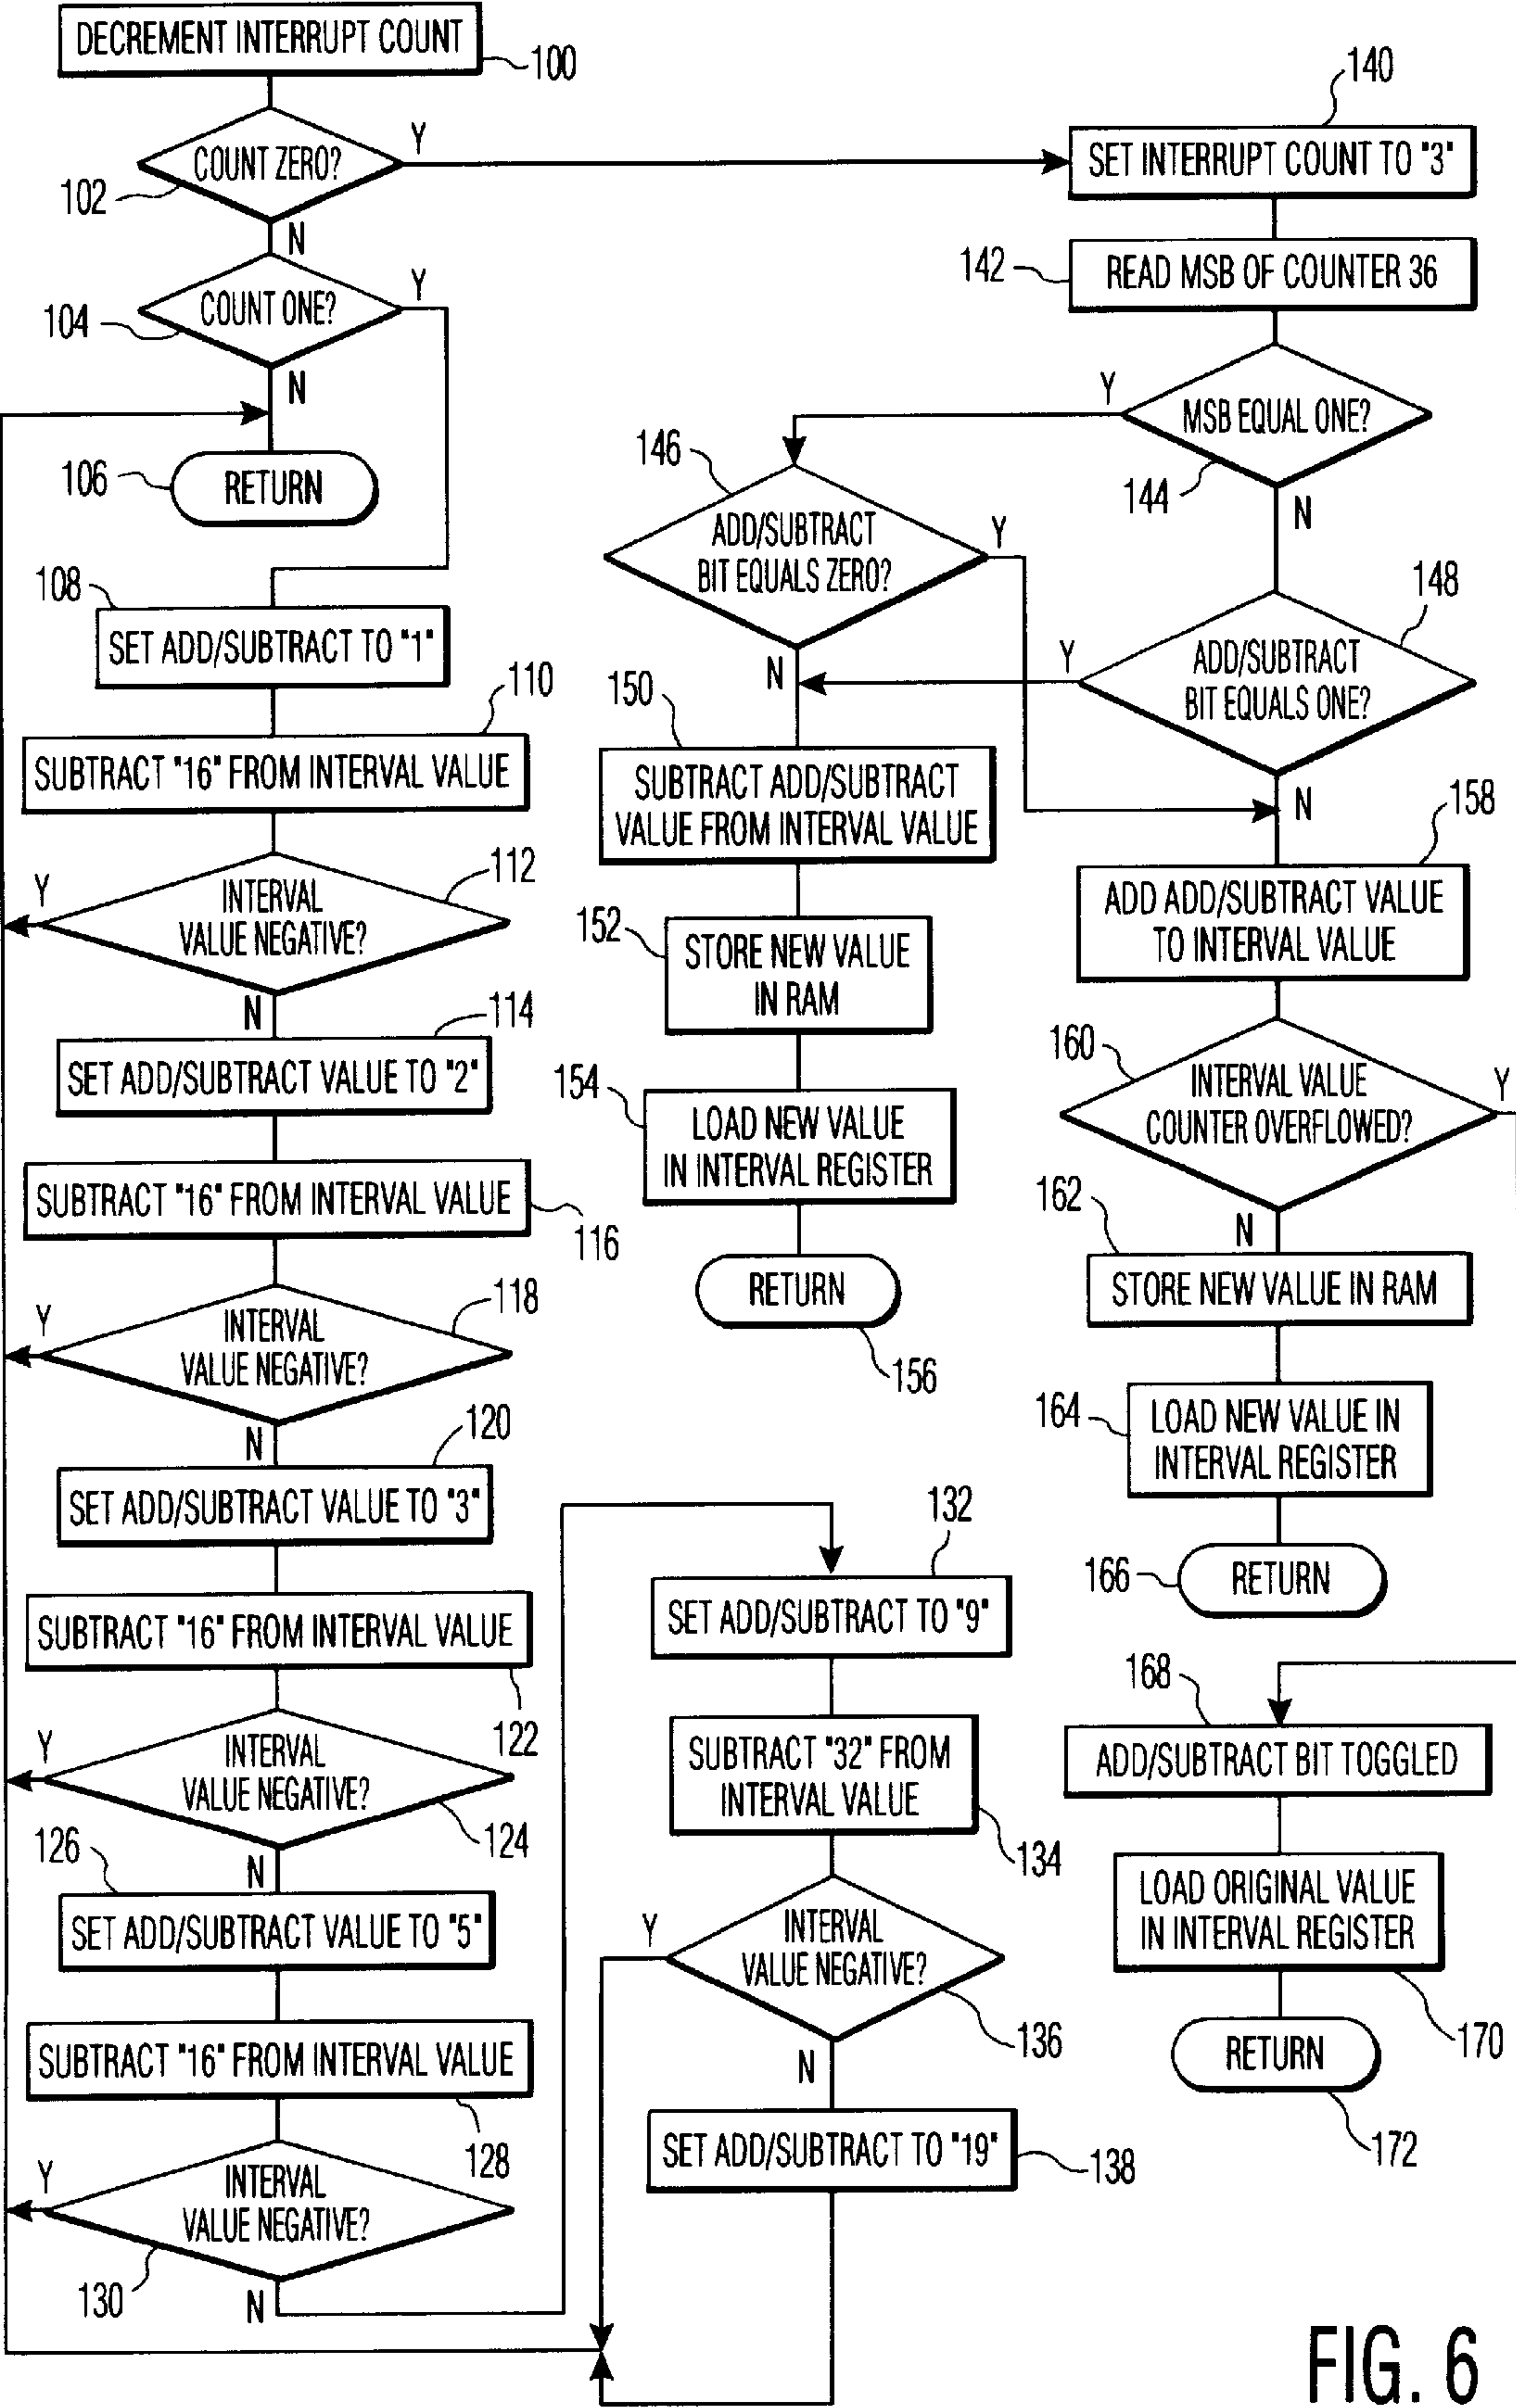 DECREMENT INTERRUPT COUNT
100
COUNT ZERO?
Y
102
N
COUNT ONE?
Y
104
N
106
RETURN
108
SET ADD/SUBTRACT TO "1"
110
SUBTRACT "16" FROM INTERVAL VALUE
112
Y
INTERVAL
VALUE NEGATIVE?
N
114
SET ADD/SUBTRACT VALUE TO "2"
SUBTRACT "16" FROM INTERVAL VALUE
116
118
Y
INTERVAL
VALUE NEGATIVE?
N
120
SET ADD/SUBTRACT VALUE TO "3"
SUBTRACT "16" FROM INTERVAL VALUE
122
Y
INTERVAL
VALUE NEGATIVE?
124
126
N
SET ADD/SUBTRACT VALUE TO "5"
SUBTRACT "16" FROM INTERVAL VALUE
128
Y
INTERVAL
VALUE NEGATIVE?
130
N
132
SET ADD/SUBTRACT TO "9"
SUBTRACT "32" FROM
INTERVAL VALUE
134
Y
INTERVAL
VALUE NEGATIVE?
136
N
SET ADD/SUBTRACT TO "19"
138
140
SET INTERRUPT COUNT TO "3"
142
READ MSB OF COUNTER 36
Y
MSB EQUAL ONE?
144
N
146
ADD/SUBTRACT
BIT EQUALS ZERO?
Y
N
148
Y
ADD/SUBTRACT
BIT EQUALS ONE?
N
150
SUBTRACT ADD/SUBTRACT
VALUE FROM INTERVAL VALUE
152
STORE NEW VALUE
IN RAM
154
LOAD NEW VALUE
IN INTERVAL REGISTER
RETURN
156
158
ADD ADD/SUBTRACT VALUE
TO INTERVAL VALUE
160
INTERVAL VALUE
COUNTER OVERFLOWED?
Y
N
162
STORE NEW VALUE IN RAM
164
LOAD NEW VALUE IN
INTERVAL REGISTER
166
RETURN
168
ADD/SUBTRACT BIT TOGGLED
LOAD ORIGINAL VALUE
IN INTERVAL REGISTER
170
RETURN
172
FIG. 6